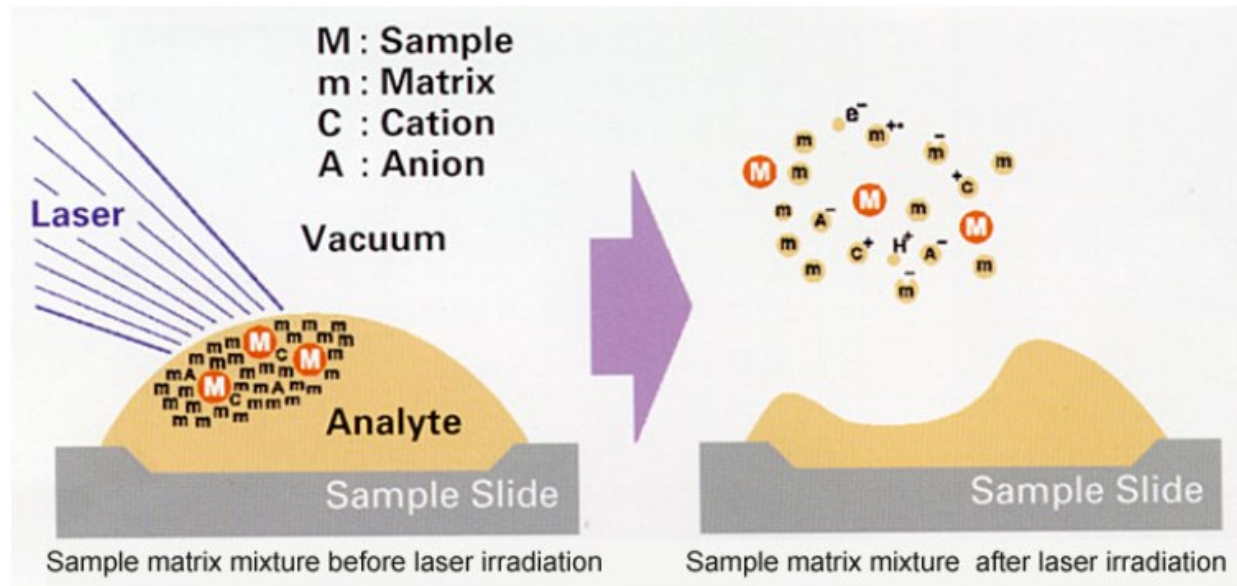 M : Sample
m : Matrix
C : Cation
A : Anion
Laser
Vacuum
m m m
m m m m
m m M m m m
m m C
m m m M m
m m m m m
m A m m
m m M m m A m m
m m C m m m
m m m
m m m
Analyte
Sample Slide
Sample matrix mixture before laser irradiation
e-
m m+•
m-
m
M m +C
M
m A- m M
m C+ H+ A-
m m
m-
Sample Slide
Sample matrix mixture after laser irradiation